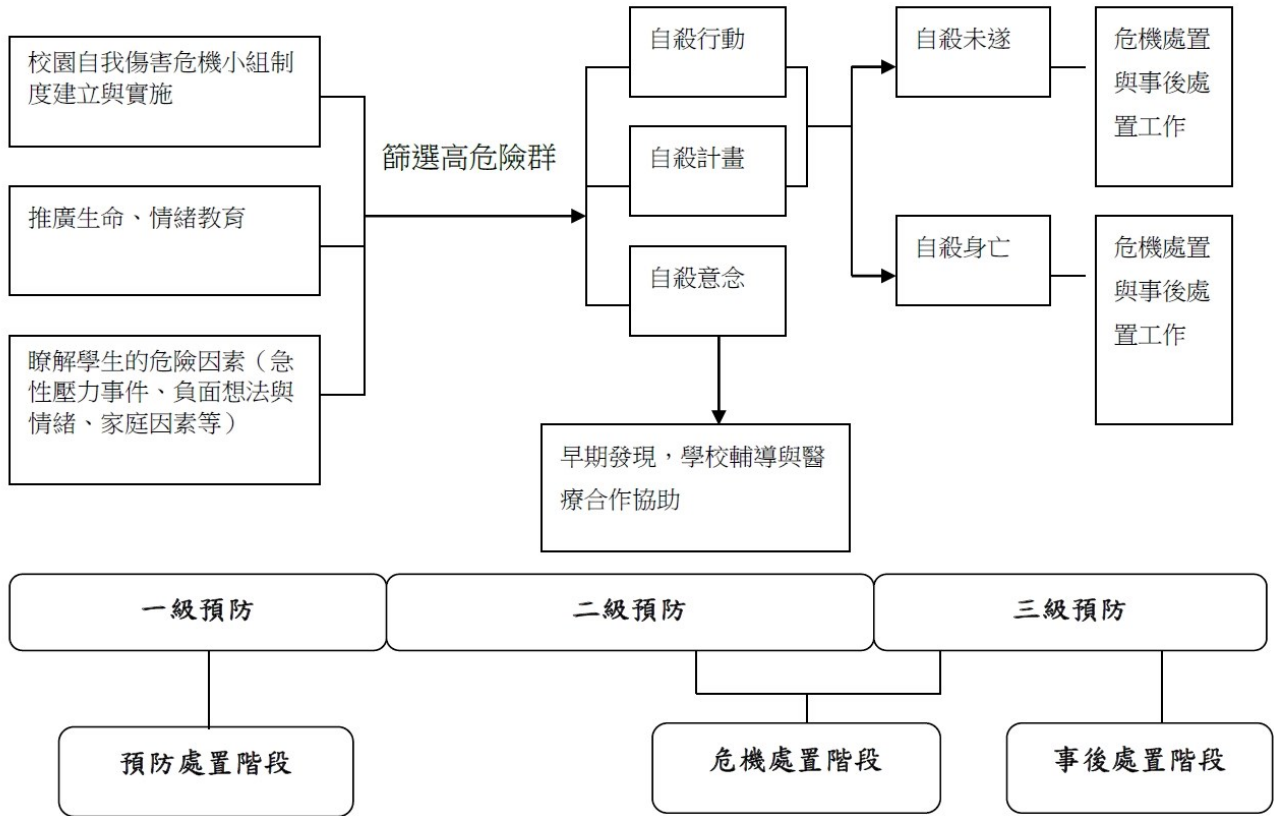 校園自我傷害危機小組制
度建立與實施
推廣生命、情緒教育
瞭解學生的危險因素（急
性壓力事件、負面想法與
情緒、家庭因素等）
篩選高危險群
自殺行動
自殺計畫
自殺意念
早期發現，學校輔導與醫
療合作協助
自殺未遂
危機處置
與事後處
置工作
自殺身亡
危機處置
與事後處
置工作
一級預防
二級預防
三級預防
預防處置階段
危機處置階段
事後處置階段